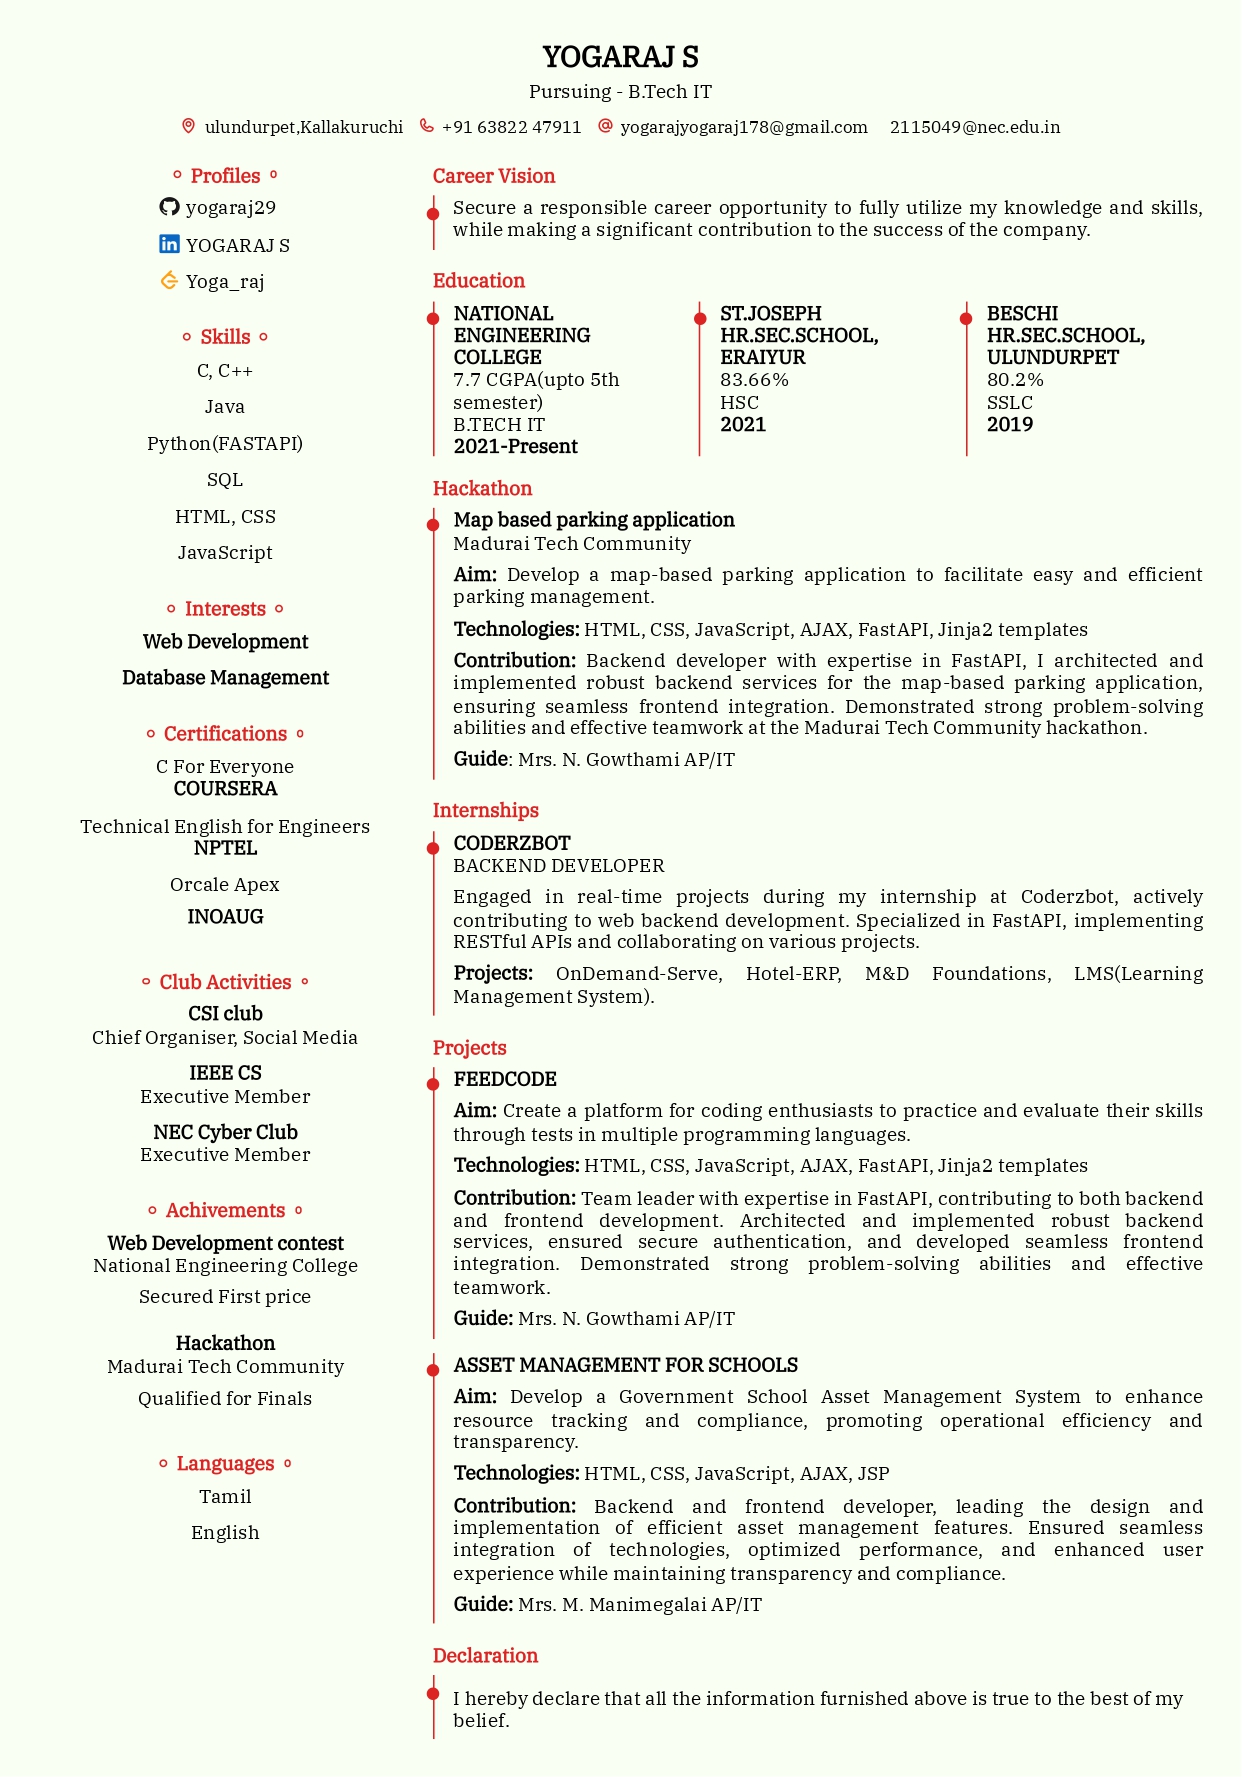 YOGARAJ S
Pursuing - B.Tech IT
ulundurpet,Kallakuruchi +91 63822 47911 yogarajyogaraj178@gmail.com 2115049@nec.edu.in
Profiles
yogaraj29
YOGARAJ S
Yoga_raj
Skills
C, C++
Java
Python(FASTAPI)
SQL
HTML, CSS
JavaScript
Interests
Web Development
Database Management
Certifications
C For Everyone
COURSERA
Technical English for Engineers
NPTEL
Orcale Apex
INOAUG
Club Activities
CSI club
Chief Organiser, Social Media
IEEE CS
Executive Member
NEC Cyber Club
Executive Member
Achivements
Web Development contest
National Engineering College
Secured First price
Hackathon
Madurai Tech Community
Qualified for Finals
Languages
Tamil
English
Career Vision
Secure a responsible career opportunity to fully utilize my knowledge and skills,
while making a significant contribution to the success of the company.
Education
NATIONAL
ENGINEERING
COLLEGE
7.7 CGPA(upto 5th
semester)
B.TECH IT
2021-Present
ST.JOSEPH
HR.SEC.SCHOOL,
ERAIYUR
83.66%
HSC
2021
BESCHI
HR.SEC.SCHOOL,
ULUNDURPET
80.2%
SSLC
2019
Hackathon
Map based parking application
Madurai Tech Community
Aim: Develop a map-based parking application to facilitate easy and efficient
parking management.
Technologies: HTML, CSS, JavaScript, AJAX, FastAPI, Jinja2 templates
Contribution: Backend developer with expertise in FastAPI, I architected and
implemented robust backend services for the map-based parking application,
ensuring seamless frontend integration. Demonstrated strong problem-solving
abilities and effective teamwork at the Madurai Tech Community hackathon.
Guide: Mrs. N. Gowthami AP/IT
Internships
CODERZBOT
BACKEND DEVELOPER
Engaged in real-time projects during my internship at Coderzbot, actively
contributing to web backend development. Specialized in FastAPI, implementing
RESTful APIs and collaborating on various projects.
Projects: OnDemand-Serve, Hotel-ERP, M&D Foundations, LMS(Learning
Management System).
Projects
FEEDCODE
Aim: Create a platform for coding enthusiasts to practice and evaluate their skills
through tests in multiple programming languages.
Technologies: HTML, CSS, JavaScript, AJAX, FastAPI, Jinja2 templates
Contribution: Team leader with expertise in FastAPI, contributing to both backend
and frontend development. Architected and implemented robust backend
services, ensured secure authentication, and developed seamless frontend
integration. Demonstrated strong problem-solving abilities and effective
teamwork.
Guide: Mrs. N. Gowthami AP/IT
ASSET MANAGEMENT FOR SCHOOLS
Aim: Develop a Government School Asset Management System to enhance
resource tracking and compliance, promoting operational efficiency and
transparency.
Technologies: HTML, CSS, JavaScript, AJAX, JSP
Contribution: Backend and frontend developer, leading the design and
implementation of efficient asset management features. Ensured seamless
integration of technologies, optimized performance, and enhanced user
experience while maintaining transparency and compliance.
Guide: Mrs. M. Manimegalai AP/IT
Declaration
I hereby declare that all the information furnished above is true to the best of my
belief.